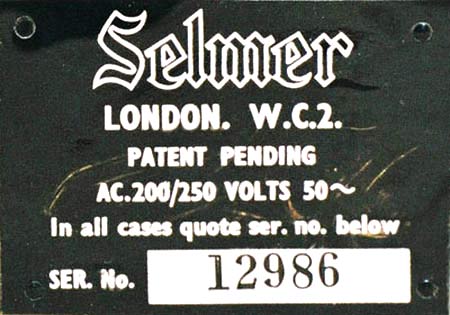 Selmer
LONDON. W.C.2.
PATENT PENDING
AC.200/250 VOLTS 50~
In all cases quote ser. no. below
SER. No. 12986